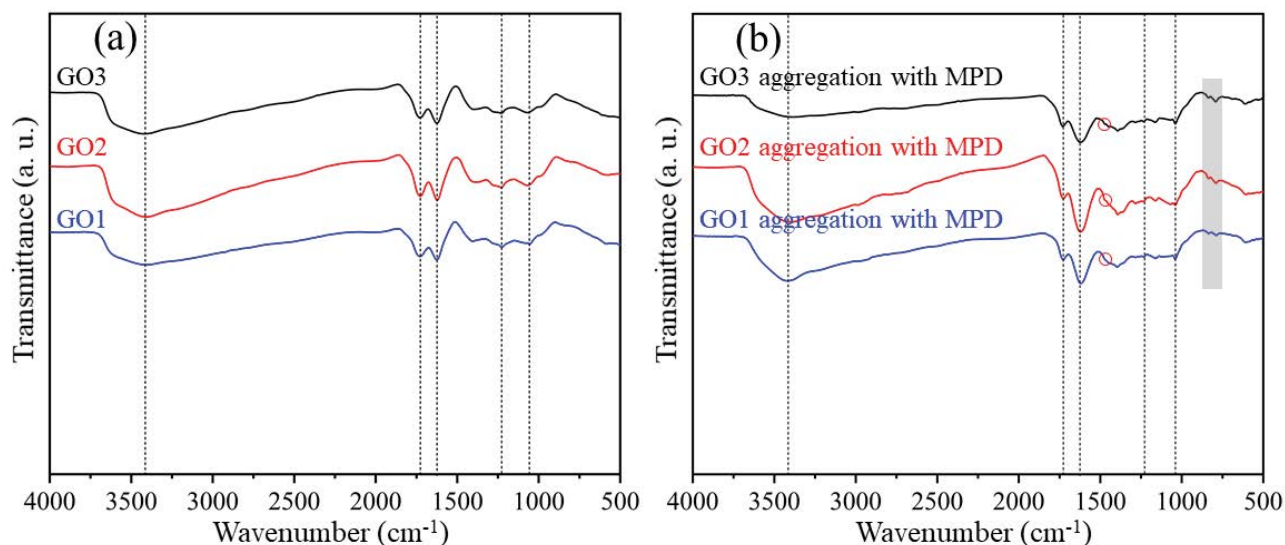 (a)
GO3
GO2
GO1
Transmittance (a. u.)
4000 3500 3000 2500 2000 1500 1000 500
Wavenumber (cm⁻¹)
(b)
GO3 aggregation with MPD
GO2 aggregation with MPD
GO1 aggregation with MPD
Transmittance (a. u.)
4000 3500 3000 2500 2000 1500 1000 500
Wavenumber (cm⁻¹)